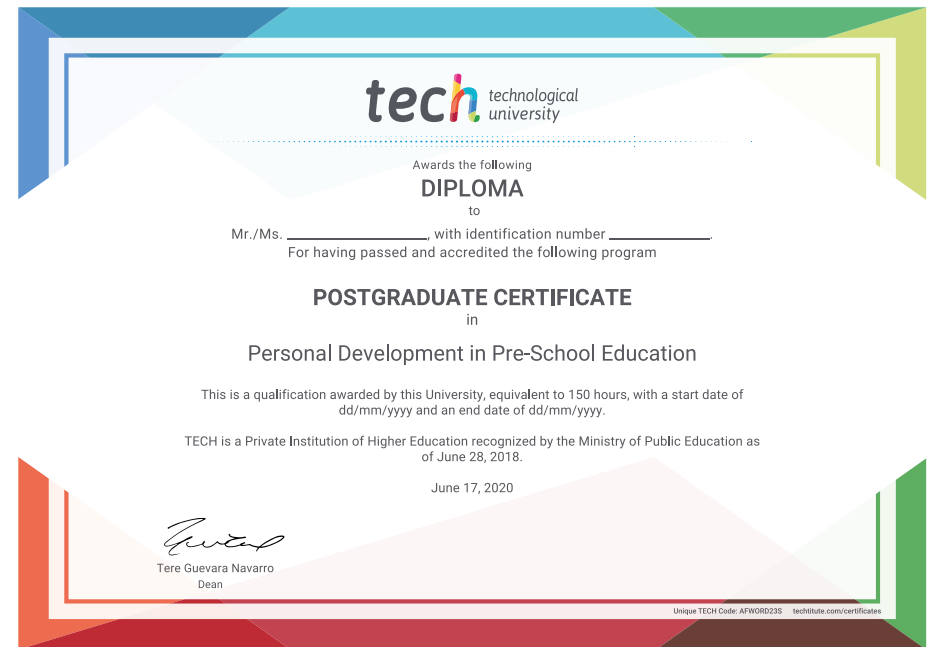 tech technological
university
Awards the following
DIPLOMA
to
Mr./Ms. ____________________, with identification number ______________.
For having passed and accredited the following program
POSTGRADUATE CERTIFICATE
in
Personal Development in Pre-School Education
This is a qualification awarded by this University, equivalent to 150 hours, with a start date of
dd/mm/yyyy and an end date of dd/mm/yyyy.
TECH is a Private Institution of Higher Education recognized by the Ministry of Public Education as
of June 28, 2018.
June 17, 2020
Tere Guevara Navarro
Dean
Unique TECH Code: AFWORD23S techtitute.com/certificates